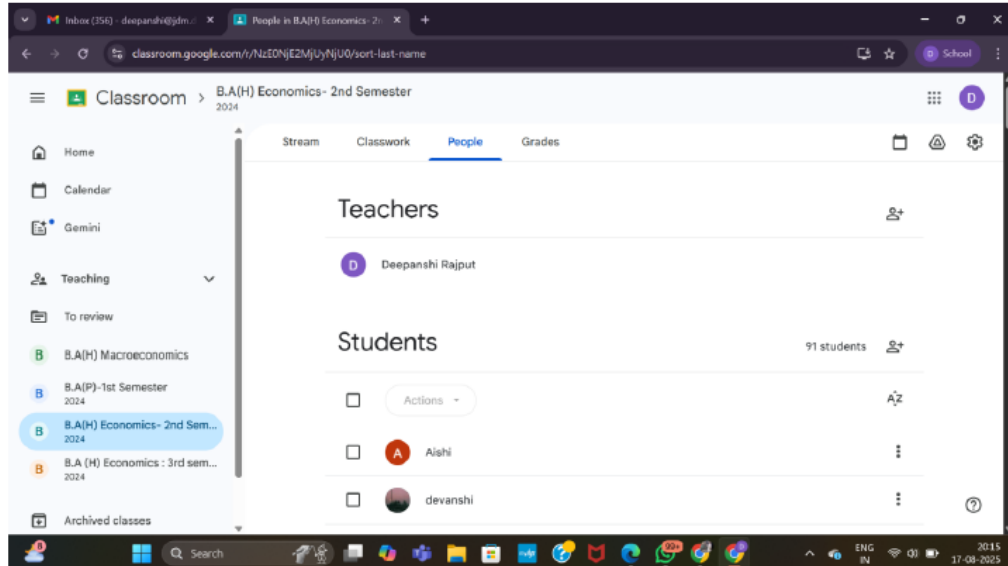 Inbox (356) - deepanshi@jdm.
People in B.A(H) Economics- 2n
classroom.google.com/r/NzE0NjE2MjUyNjU0/sort-last-name
School
Classroom > B.A(H) Economics- 2nd Semester
2024
D
Home
Calendar
Gemini
Teaching
To review
B B.A(H) Macroeconomics
B B.A(P)-1st Semester
2024
B B.A(H) Economics- 2nd Sem...
2024
B B.A (H) Economics : 3rd sem...
2024
Archived classes
Stream Classwork People Grades
Teachers
D Deepanshi Rajput
Students
91 students
Actions
AZ
A Aishi
devanshi
Search
99+
ENG
IN
20:15
17-08-2025